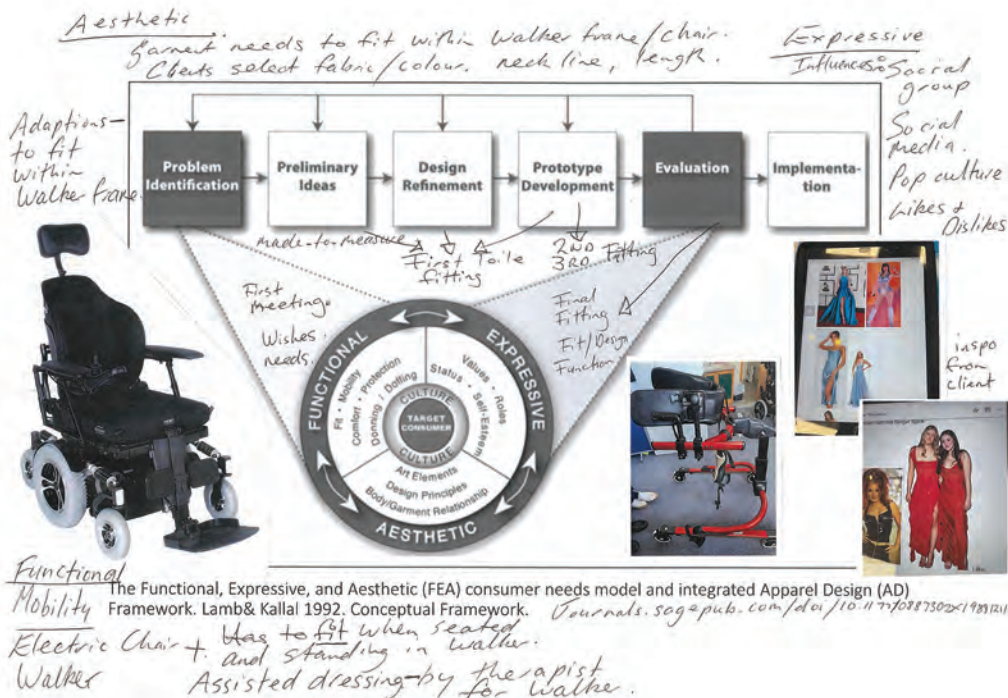 Aesthetic.
garment needs to fit within walker frame/chair.
Clients select fabric/colour. neck line, length.
Expressive
Influences:
Social
group
Social
media.
Pop culture
Likes &
Dislikes
Adaptions-
to fit
within
Walker frame.
Problem
Identification
Preliminary
Ideas
Design
Refinement
Prototype
Development
Evaluation
Implementa-
tion
made-to-measure
First Toile
fitting
2ND Fitting
3RD
First
Meeting.
Wishes.
needs.
Final
Fitting
Fit/Design
Function
inspo
from
client
FUNCTIONAL
Fit • Mobility
Comfort • Protection
Donning / Doffing
EXPRESSIVE
Values • Roles
Status • Self-Esteem
CULTURE
TARGET
CONSUMER
CULTURE
Art Elements
Design Principles
Body/Garment Relationship
AESTHETIC
The Functional, Expressive, and Aesthetic (FEA) consumer needs model and integrated Apparel Design (AD)
Framework. Lamb& Kallal 1992. Conceptual Framework.
Journals.sagepub.com/doi/
Functional
Mobility
Electric Chair +
Walker
Has to fit when seated
and standing in walker.
Assisted dressing-by therapist
for walker.